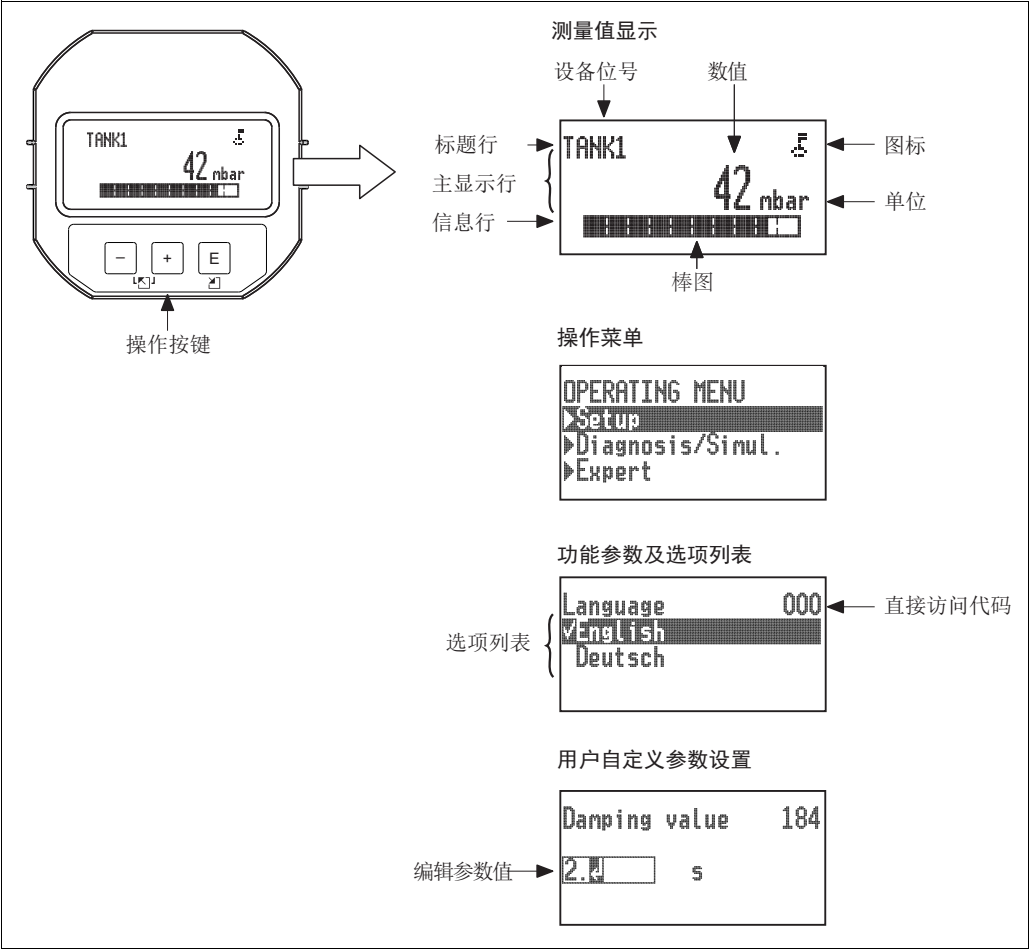 TANK1
42 mbar
−
+
E
操作按键
测量值显示
设备位号
数值
标题行
主显示行
信息行
TANK1
42 mbar
图标
单位
棒图
操作菜单
OPERATING MENU
Setup
Diagnosis/Simul.
Expert
功能参数及选项列表
Language 000
直接访问代码
选项列表
✓English
Deutsch
用户自定义参数设置
Damping value 184
编辑参数值
2. s